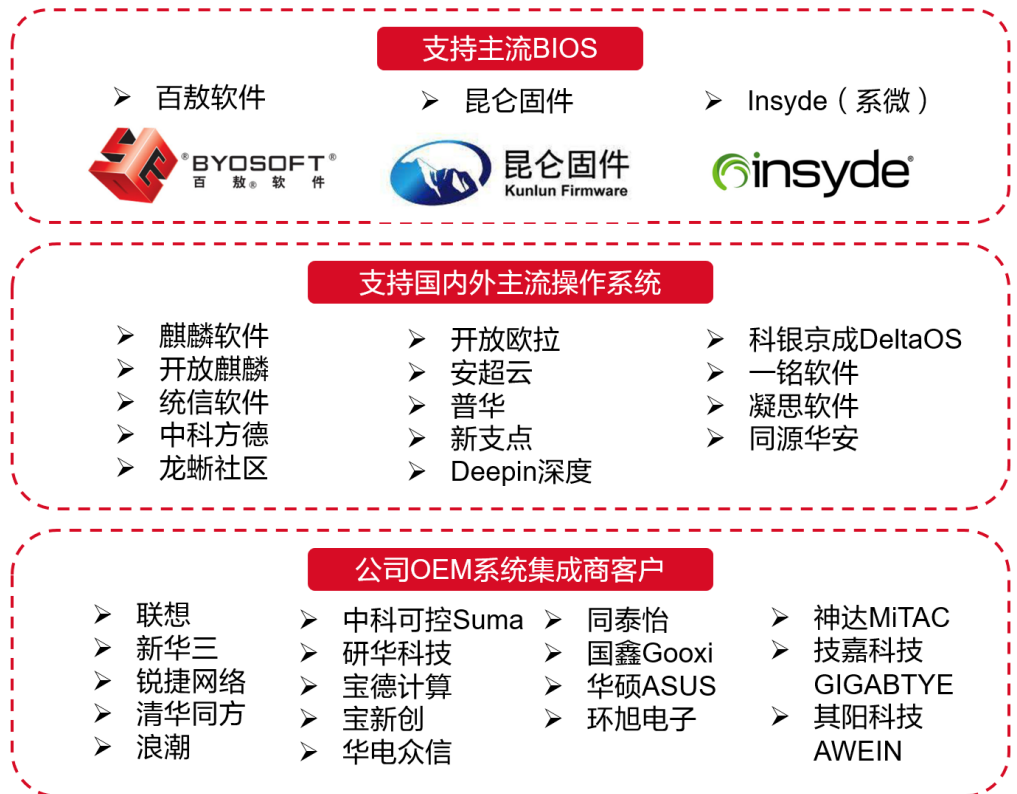 支持主流BIOS
➢ 百敖软件
➢ 昆仑固件
➢ Insyde（系微）
®BYOSOFT®
百敖®软件
昆仑固件
Kunlun Firmware
insyde®
支持国内外主流操作系统
➢ 麒麟软件
➢ 开放麒麟
➢ 统信软件
➢ 中科方德
➢ 龙蜥社区
➢ 开放欧拉
➢ 安超云
➢ 普华
➢ 新支点
➢ Deepin深度
➢ 科银京成DeltaOS
➢ 一铭软件
➢ 凝思软件
➢ 同源华安
公司OEM系统集成商客户
➢ 联想
➢ 新华三
➢ 锐捷网络
➢ 清华同方
➢ 浪潮
➢ 中科可控Suma
➢ 研华科技
➢ 宝德计算
➢ 宝新创
➢ 华电众信
➢ 同泰怡
➢ 国鑫Gooxi
➢ 华硕ASUS
➢ 环旭电子
➢ 神达MiTAC
➢ 技嘉科技
GIGABTYE
➢ 其阳科技
AWEIN